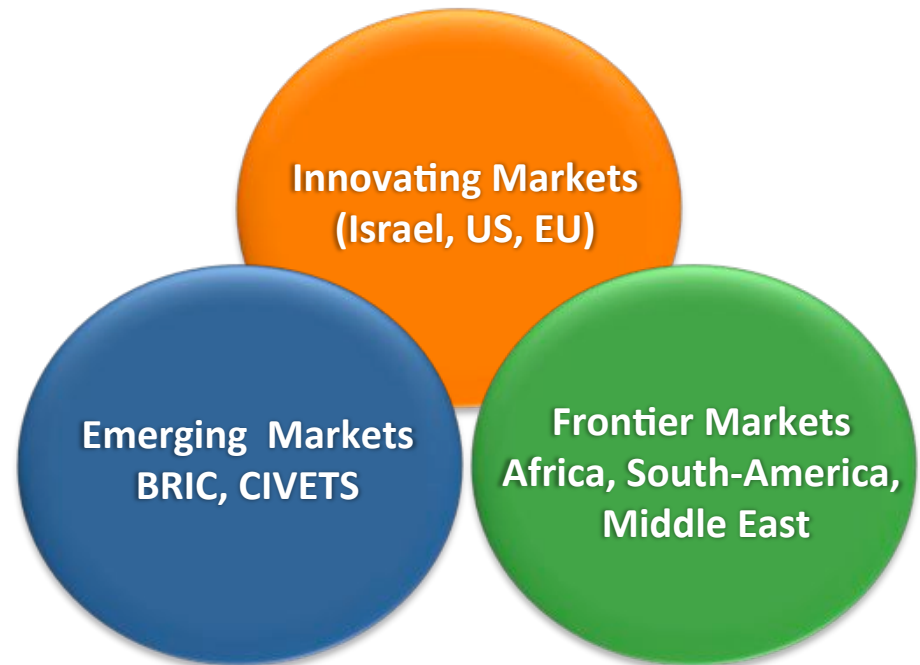 Innovating Markets
(Israel, US, EU)
Emerging  Markets
BRIC, CIVETS
Frontier Markets
Africa, South-America,
Middle East